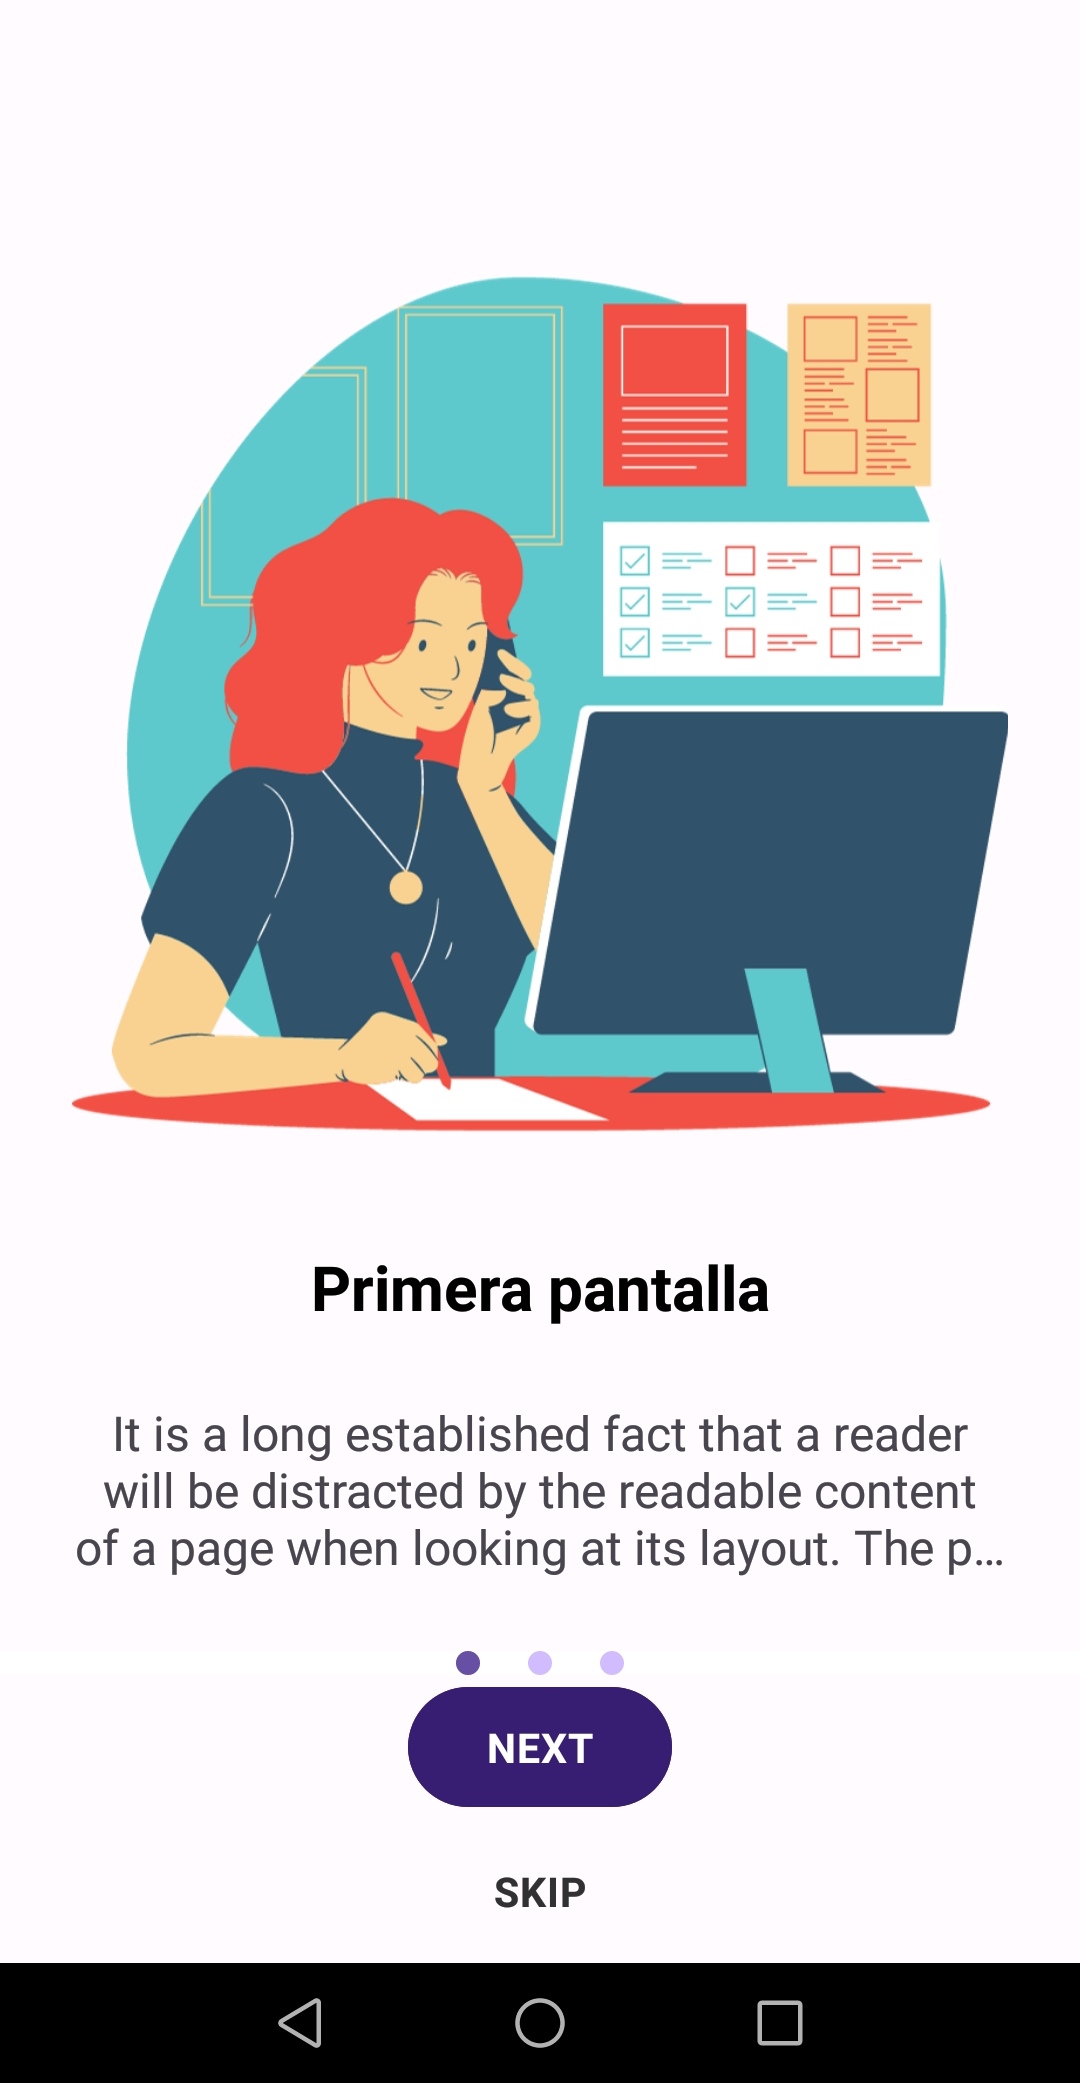 Primera pantalla
It is a long established fact that a reader
will be distracted by the readable content
of a page when looking at its layout. The p...
NEXT
SKIP